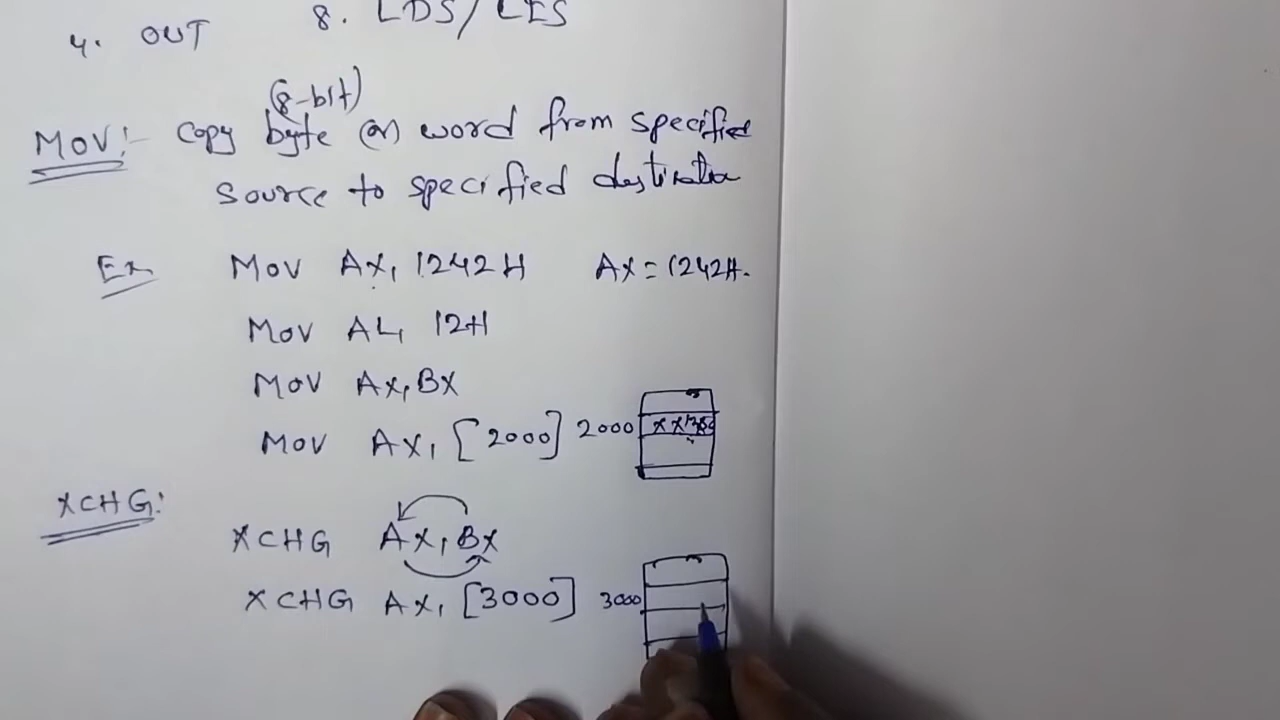 4. OUT 8. LDS/LES
(8-bit)
MOV:- Copy byte (or) word from specified
source to specified destination
Ex MOV AX, 1242H AX = 1242H.
MOV AL, 12H
MOV AX, BX
MOV AX, [2000] 2000
XCHG:
XCHG AX, BX
XCHG AX, [3000] 3000